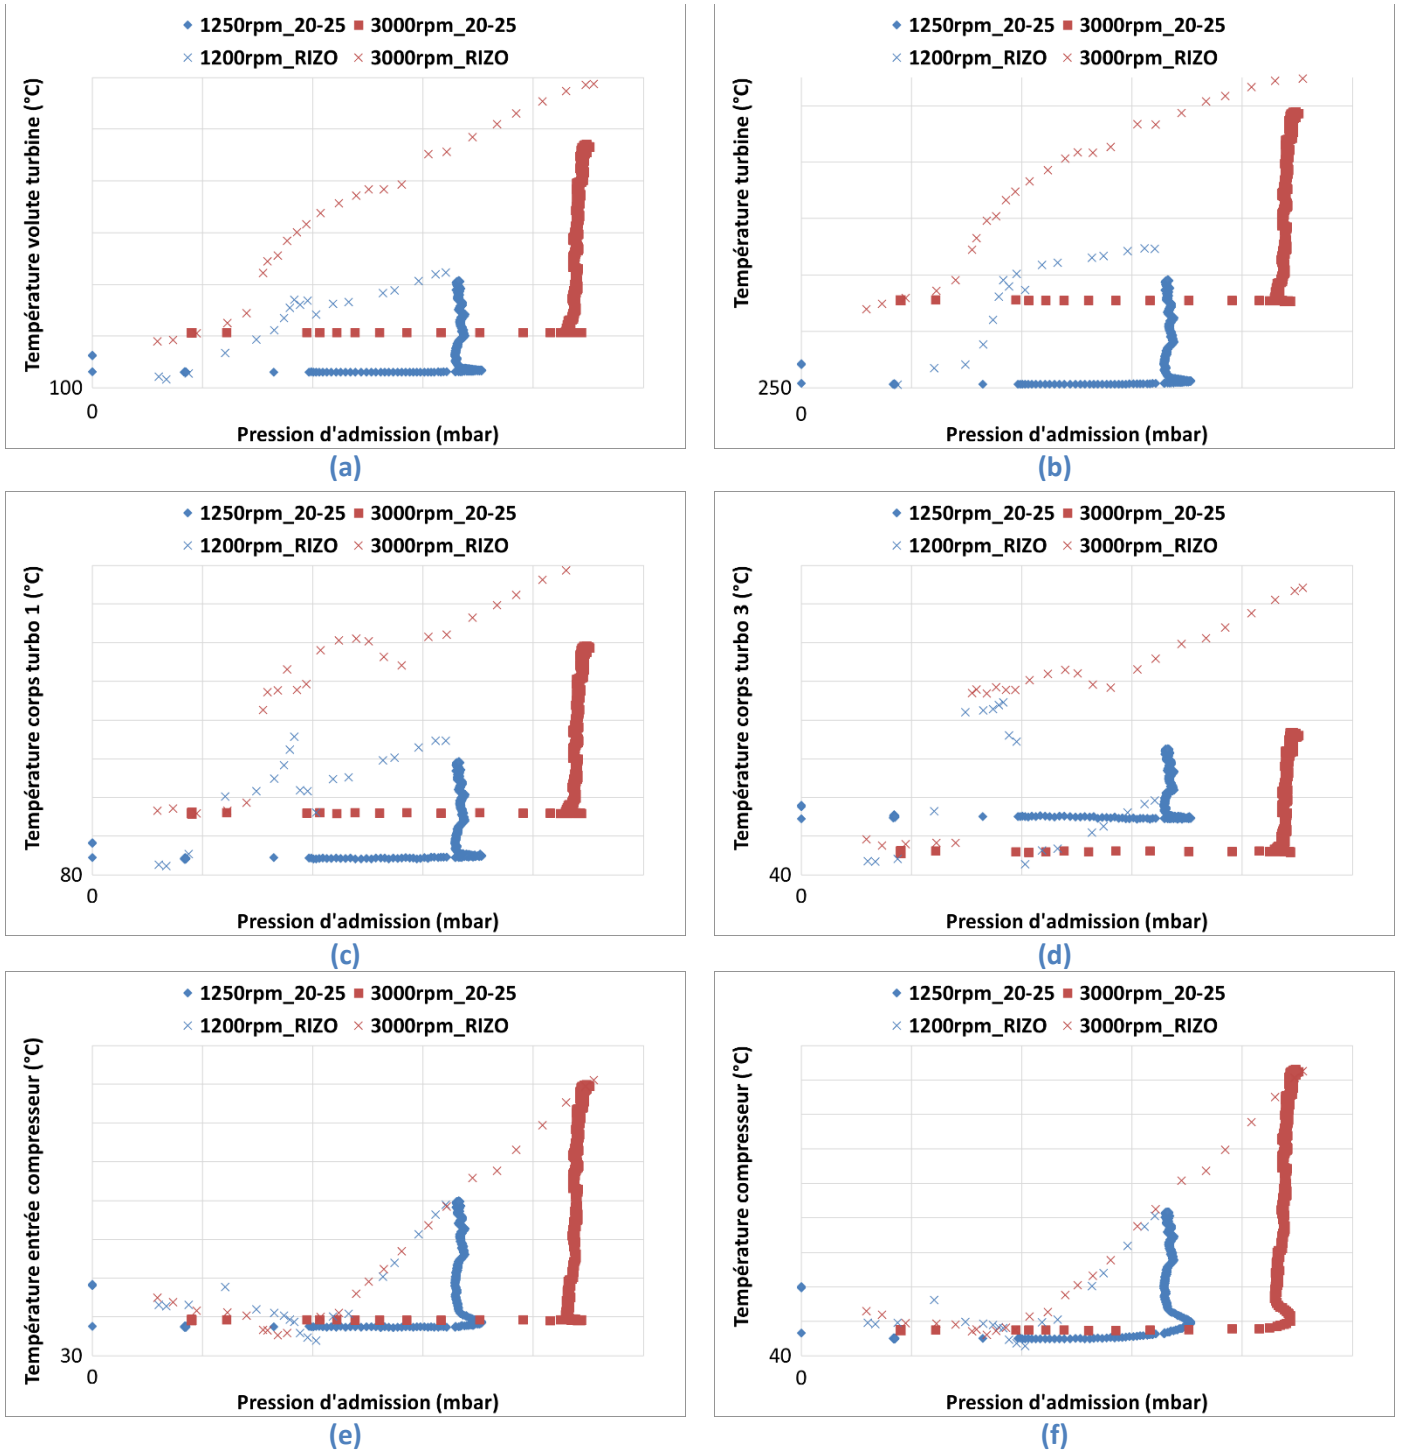 1250rpm_20-25 3000rpm_20-25
1200rpm_RIZO 3000rpm_RIZO
Température volute turbine (°C)
100
0
Pression d'admission (mbar)
(a)
1250rpm_20-25 3000rpm_20-25
1200rpm_RIZO 3000rpm_RIZO
Température turbine (°C)
250
0
Pression d'admission (mbar)
(b)
1250rpm_20-25 3000rpm_20-25
1200rpm_RIZO 3000rpm_RIZO
Température corps turbo 1 (°C)
80
0
Pression d'admission (mbar)
(c)
1250rpm_20-25 3000rpm_20-25
1200rpm_RIZO 3000rpm_RIZO
Température corps turbo 3 (°C)
40
0
Pression d'admission (mbar)
(d)
1250rpm_20-25 3000rpm_20-25
1200rpm_RIZO 3000rpm_RIZO
Température entrée compresseur (°C)
30
0
Pression d'admission (mbar)
(e)
1250rpm_20-25 3000rpm_20-25
1200rpm_RIZO 3000rpm_RIZO
Température compresseur (°C)
40
0
Pression d'admission (mbar)
(f)